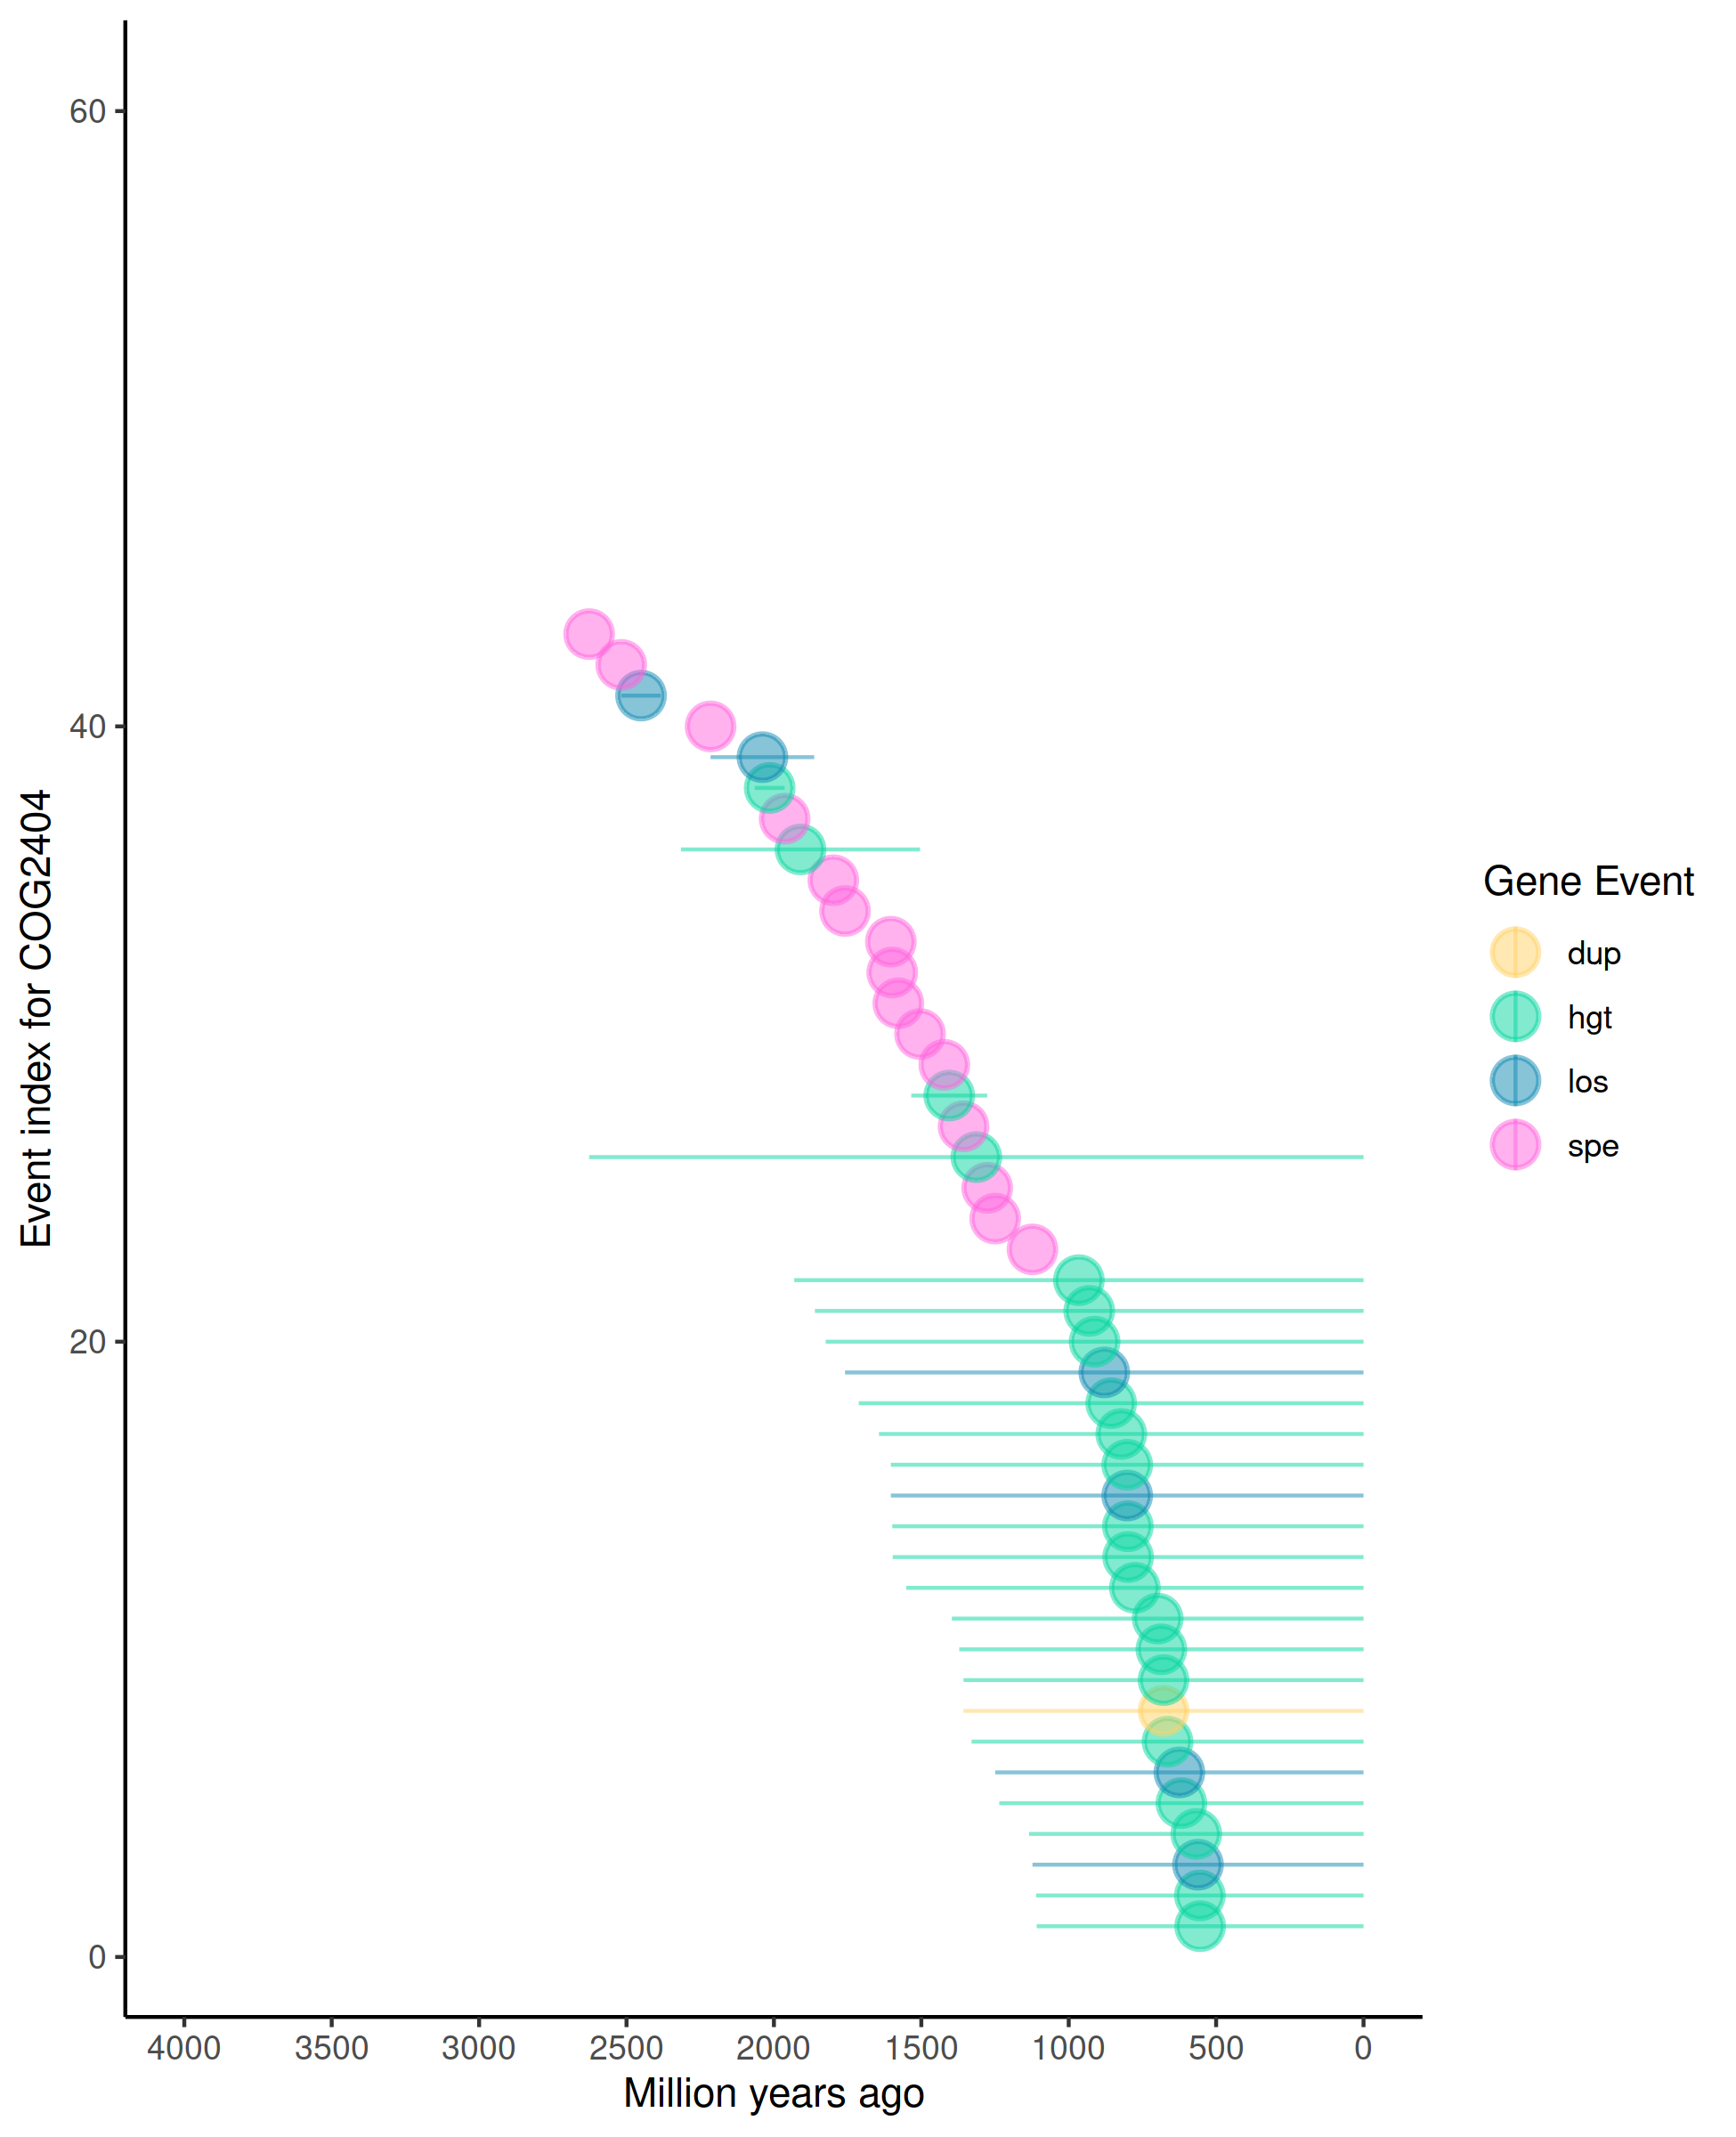 60
40
20
0
Event index for COG2404
4000 3500 3000 2500 2000 1500 1000 500 0
Million years ago
Gene Event
dup
hgt
los
spe